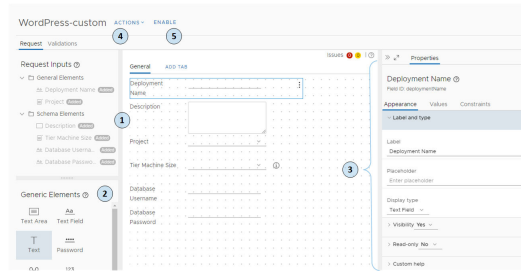 WordPress-custom ACTIONS ENABLE
4 5
Request Validations
Request Inputs
General Elements
Deployment Name Added
Project Added
Schema Elements
Description Added
Tier Machine Size Added
Database Userna... Added
Database Passwo... Added
1
Generic Elements 2
Text Area Text Field
Text Password
Issues 0 0
General ADD TAB
Deployment
Name
Description
Project
Tier Machine Size
Database
Username
Database
Password
3
Properties
Deployment Name
Field ID: deploymentName
Appearance Values Constraints
Label and type
Label
Deployment Name
Placeholder
Enter placeholder
Display type
Text Field
Visibility Yes
Read-only No
Custom help